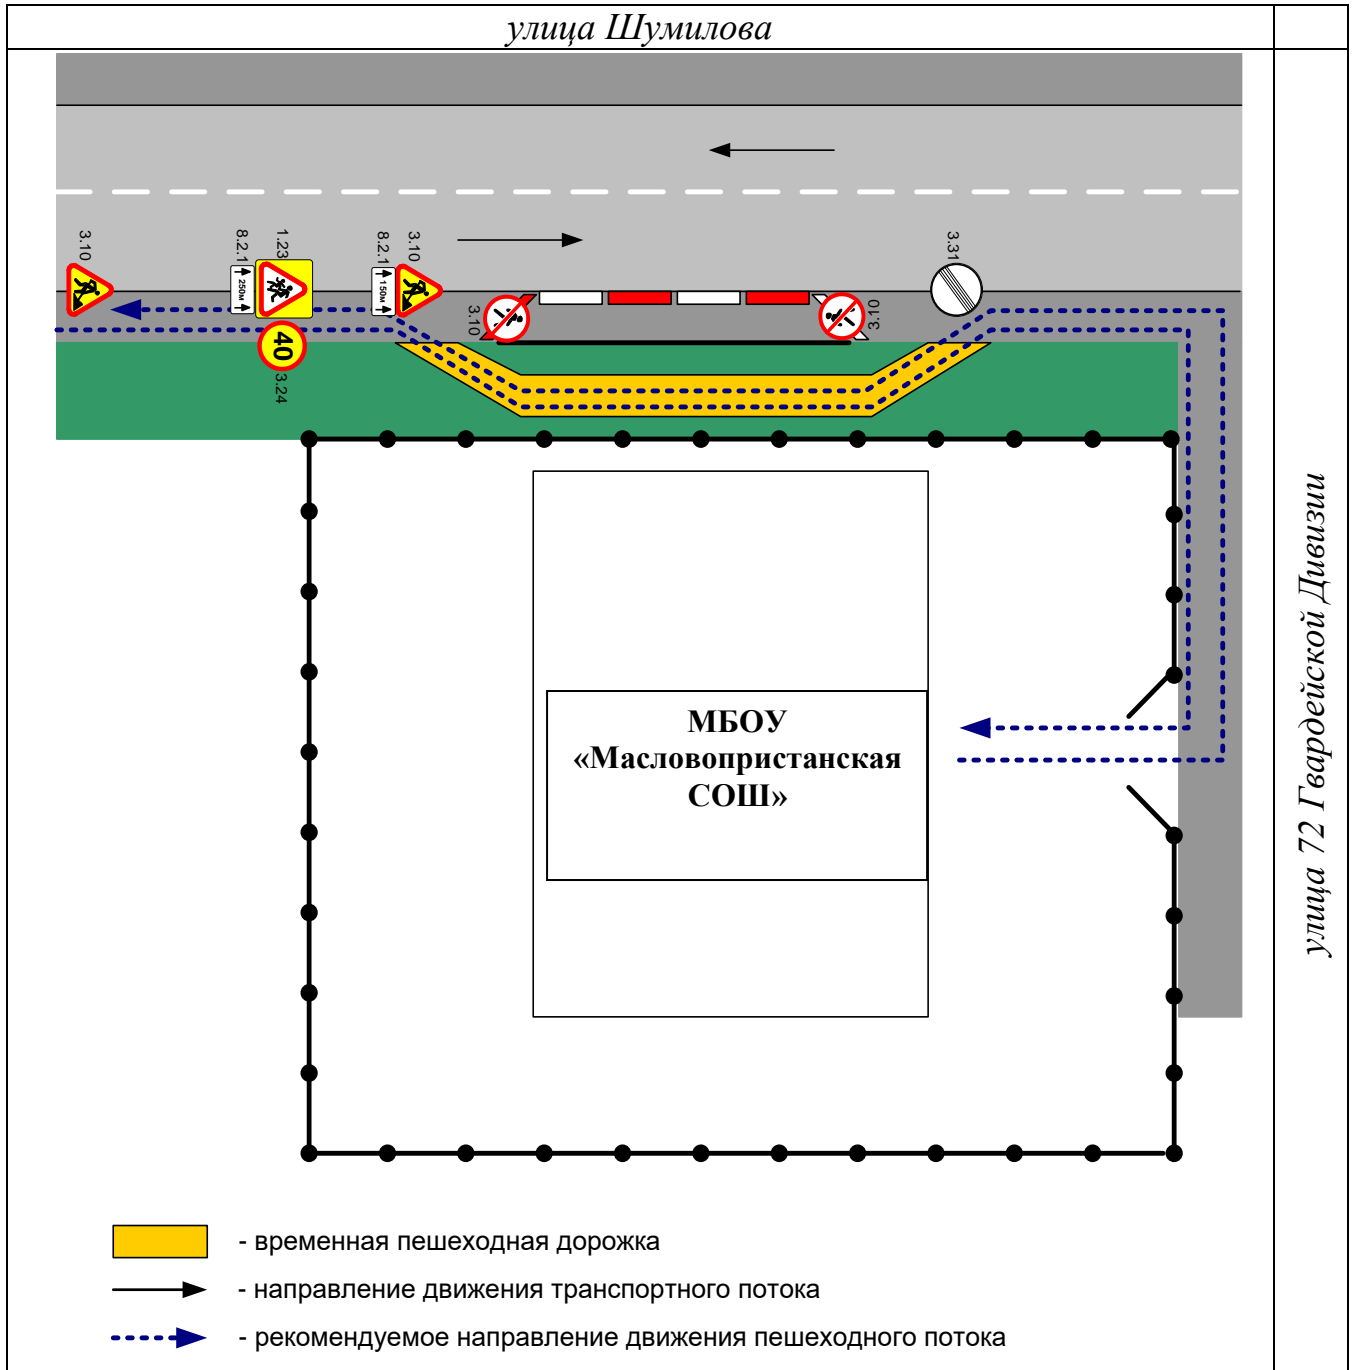 улица Шумилова
3.10
8.2.1
250м
1.23
40
3.24
8.2.1
150м
3.10
3.10
3.10
3.31
улица 72 Гвардейской Дивизии
МБОУ
«Масловопристанская
СОШ»
- временная пешеходная дорожка
- направление движения транспортного потока
- рекомендуемое направление движения пешеходного потока